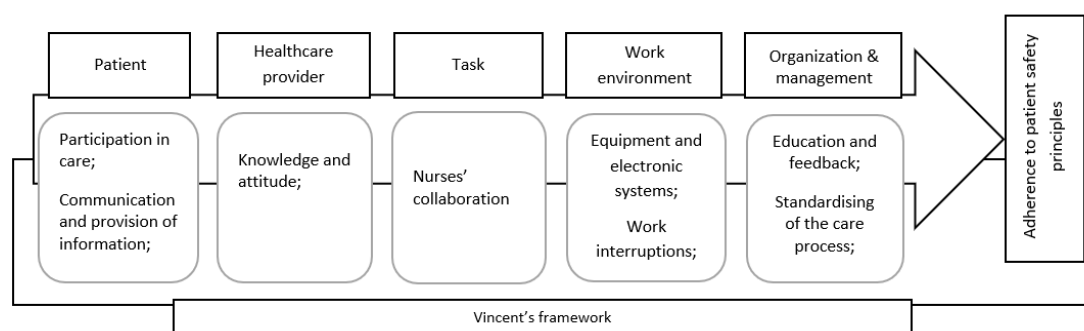 Patient
Healthcare
provider
Task
Work
environment
Organization &
management
Participation in
care;
Communication
and provision of
information;
Knowledge and
attitude;
Nurses'
collaboration
Equipment and
electronic
systems;
Work
interruptions;
Education and
feedback;
Standardising
of the care
process;
Adherence to patient safety
principles
Vincent's framework